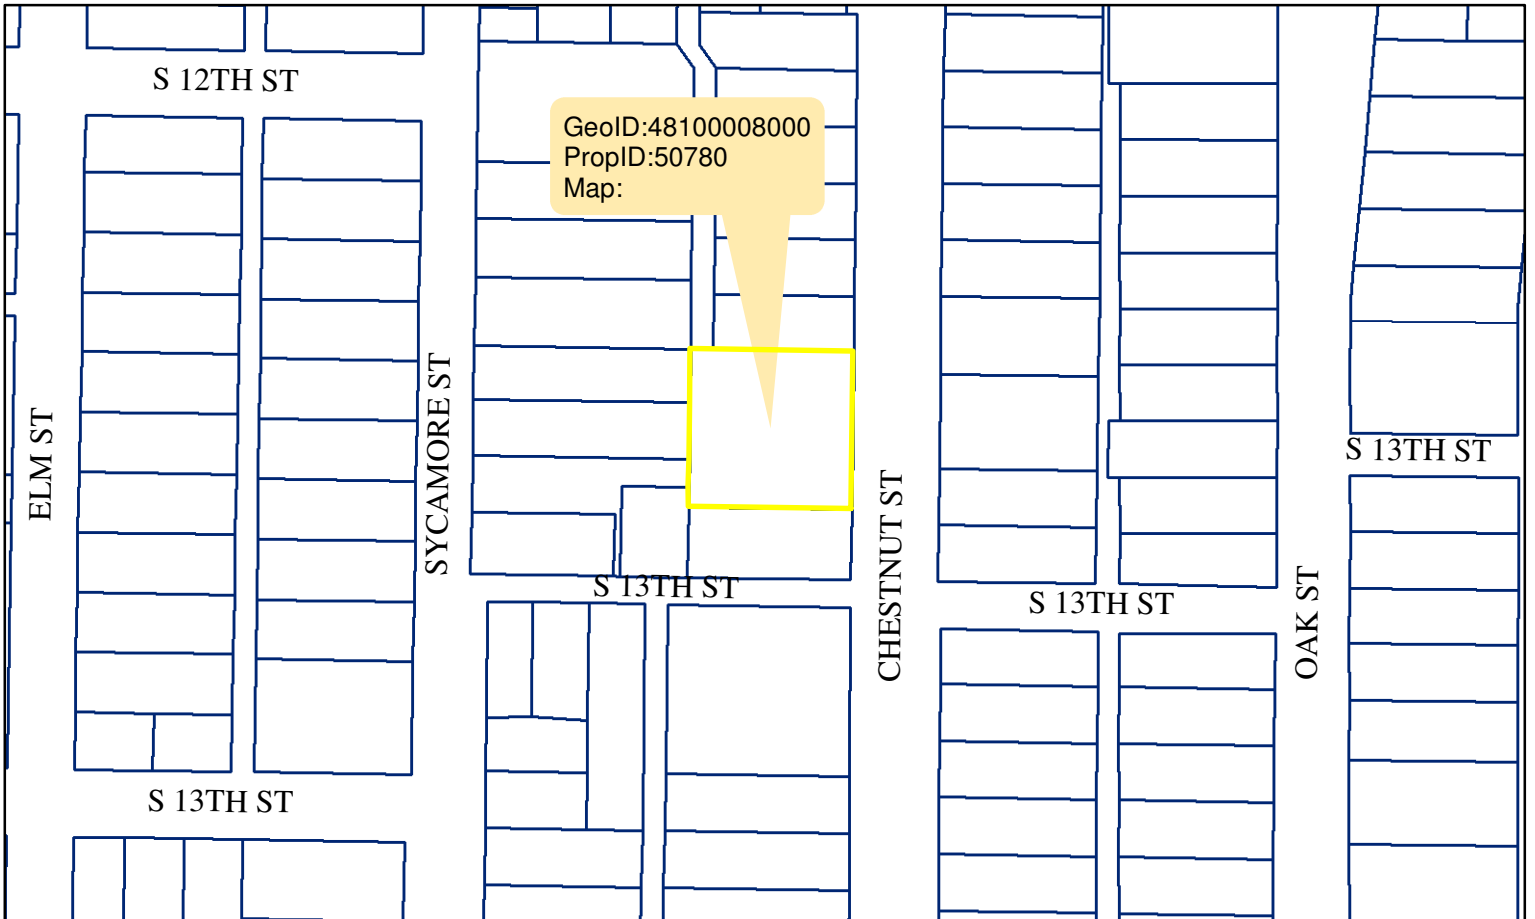 S 12TH ST
GeoID:48100008000
PropID:50780
Map:
ELM ST
SYCAMORE ST
CHESTNUT ST
S 13TH ST
S 13TH ST
S 13TH ST
OAK ST
S 13TH ST